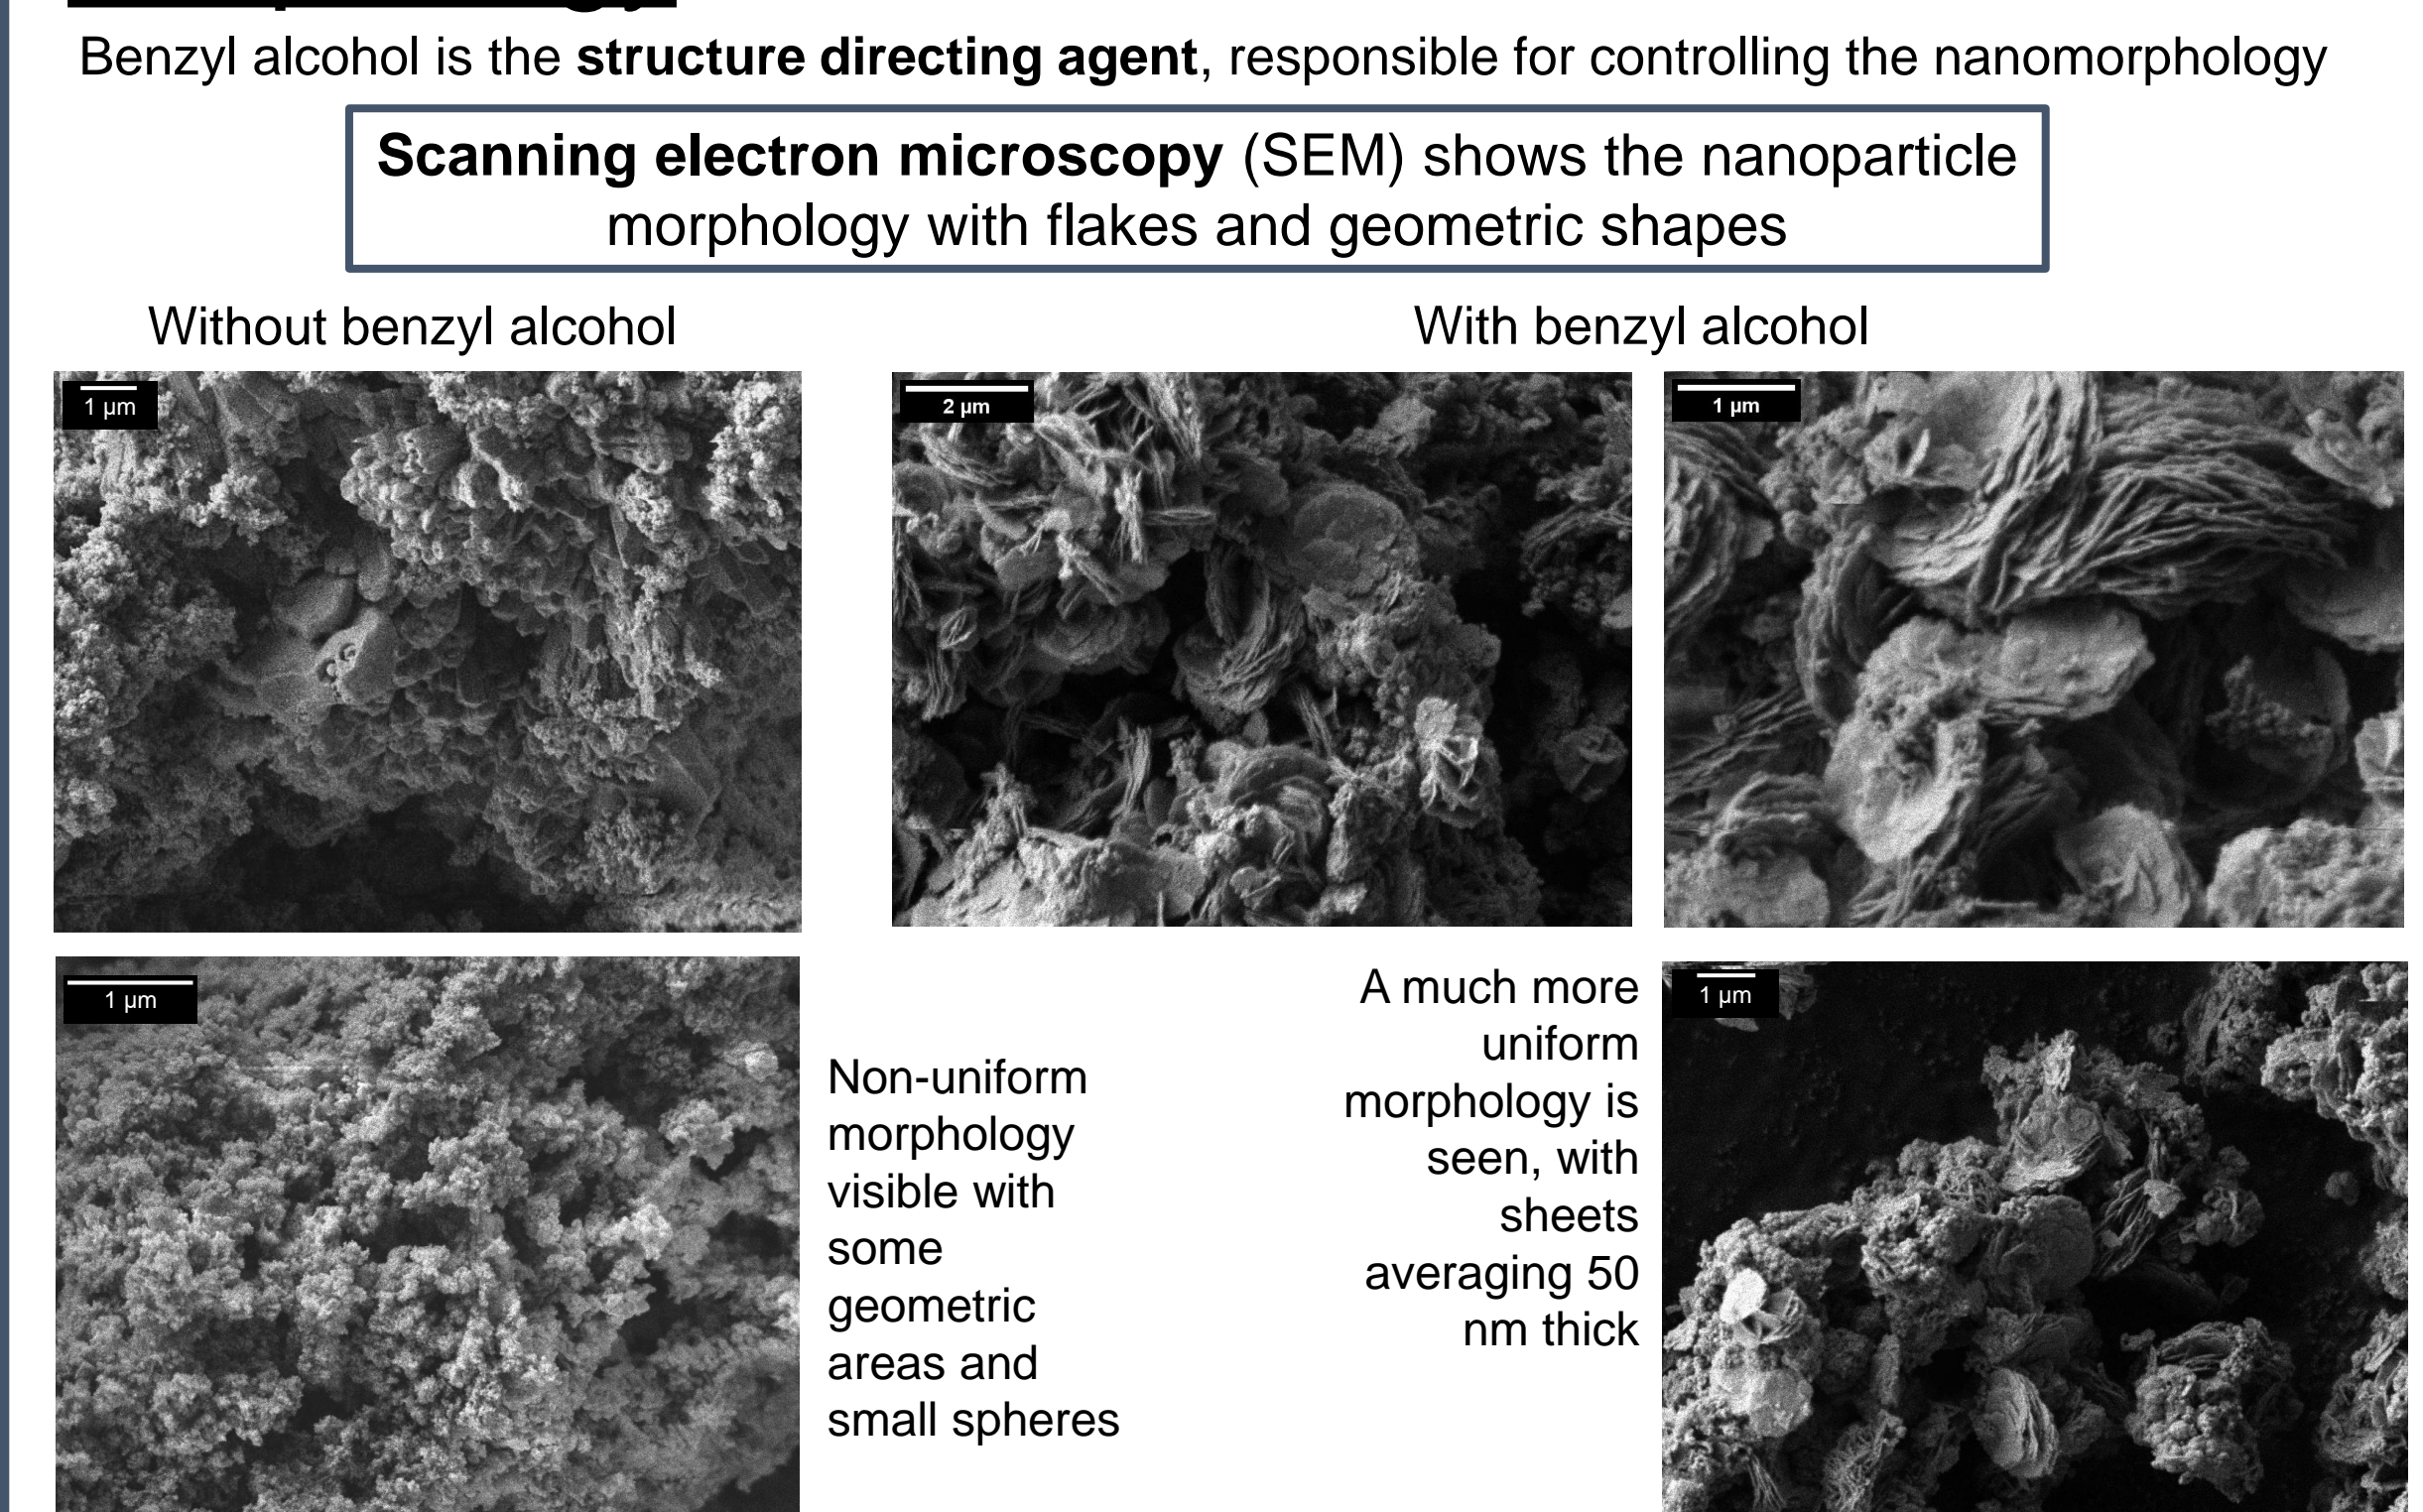 Benzyl alcohol is the structure directing agent, responsible for controlling the nanomorphology
Scanning electron microscopy (SEM) shows the nanoparticle
morphology with flakes and geometric shapes
Without benzyl alcohol
With benzyl alcohol
1 µm
2 µm
1 µm
1 µm
Non-uniform
morphology
visible with
some
geometric
areas and
small spheres
A much more
uniform
morphology is
seen, with
sheets
averaging 50
nm thick
1 µm